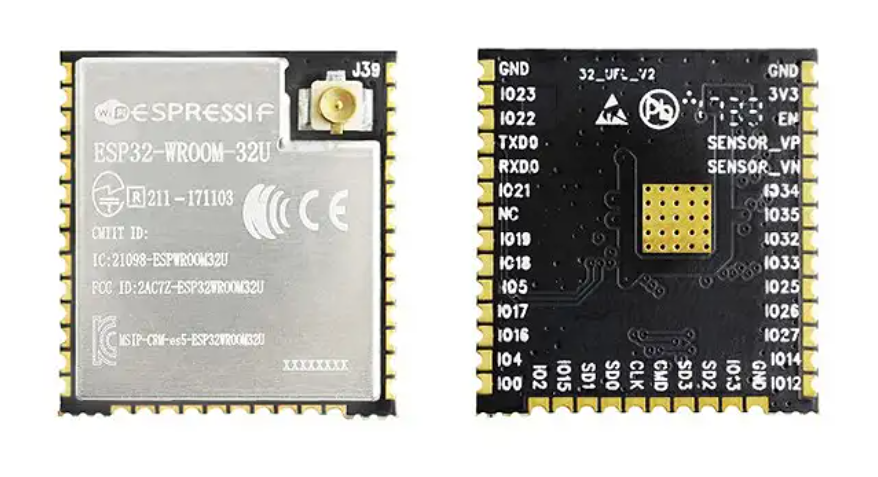 J39
WiFi ESPRESSIF
ESP32-WROOM-32U
R 211-171103
CE
CMIIT ID:
IC:21098-ESPWROOM32U
FCC ID:2AC7Z-ESP32WROOM32U
MSIP-CRM-es5-ESP32WROOM32U
XXXXXXXX
32_UFL_V2
Pb
GND
IO23
IO22
TXD0
RXD0
IO21
NC
IO19
IO18
IO5
IO17
IO16
IO4
IO0
IO2
IO15
SD1
SD0
CLK
CMD
SD3
SD2
IO13
GND
GND
3V3
EN
SENSOR_VP
SENSOR_VN
IO34
IO35
IO32
IO33
IO25
IO26
IO27
IO14
IO12